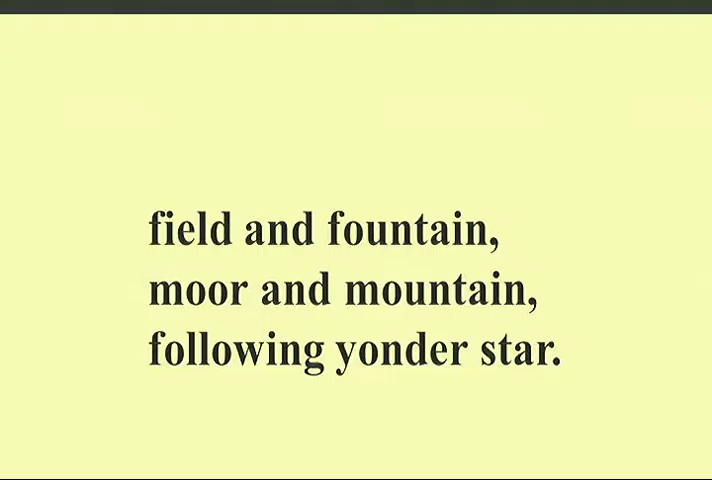 field and fountain,
moor and mountain,
following yonder star.